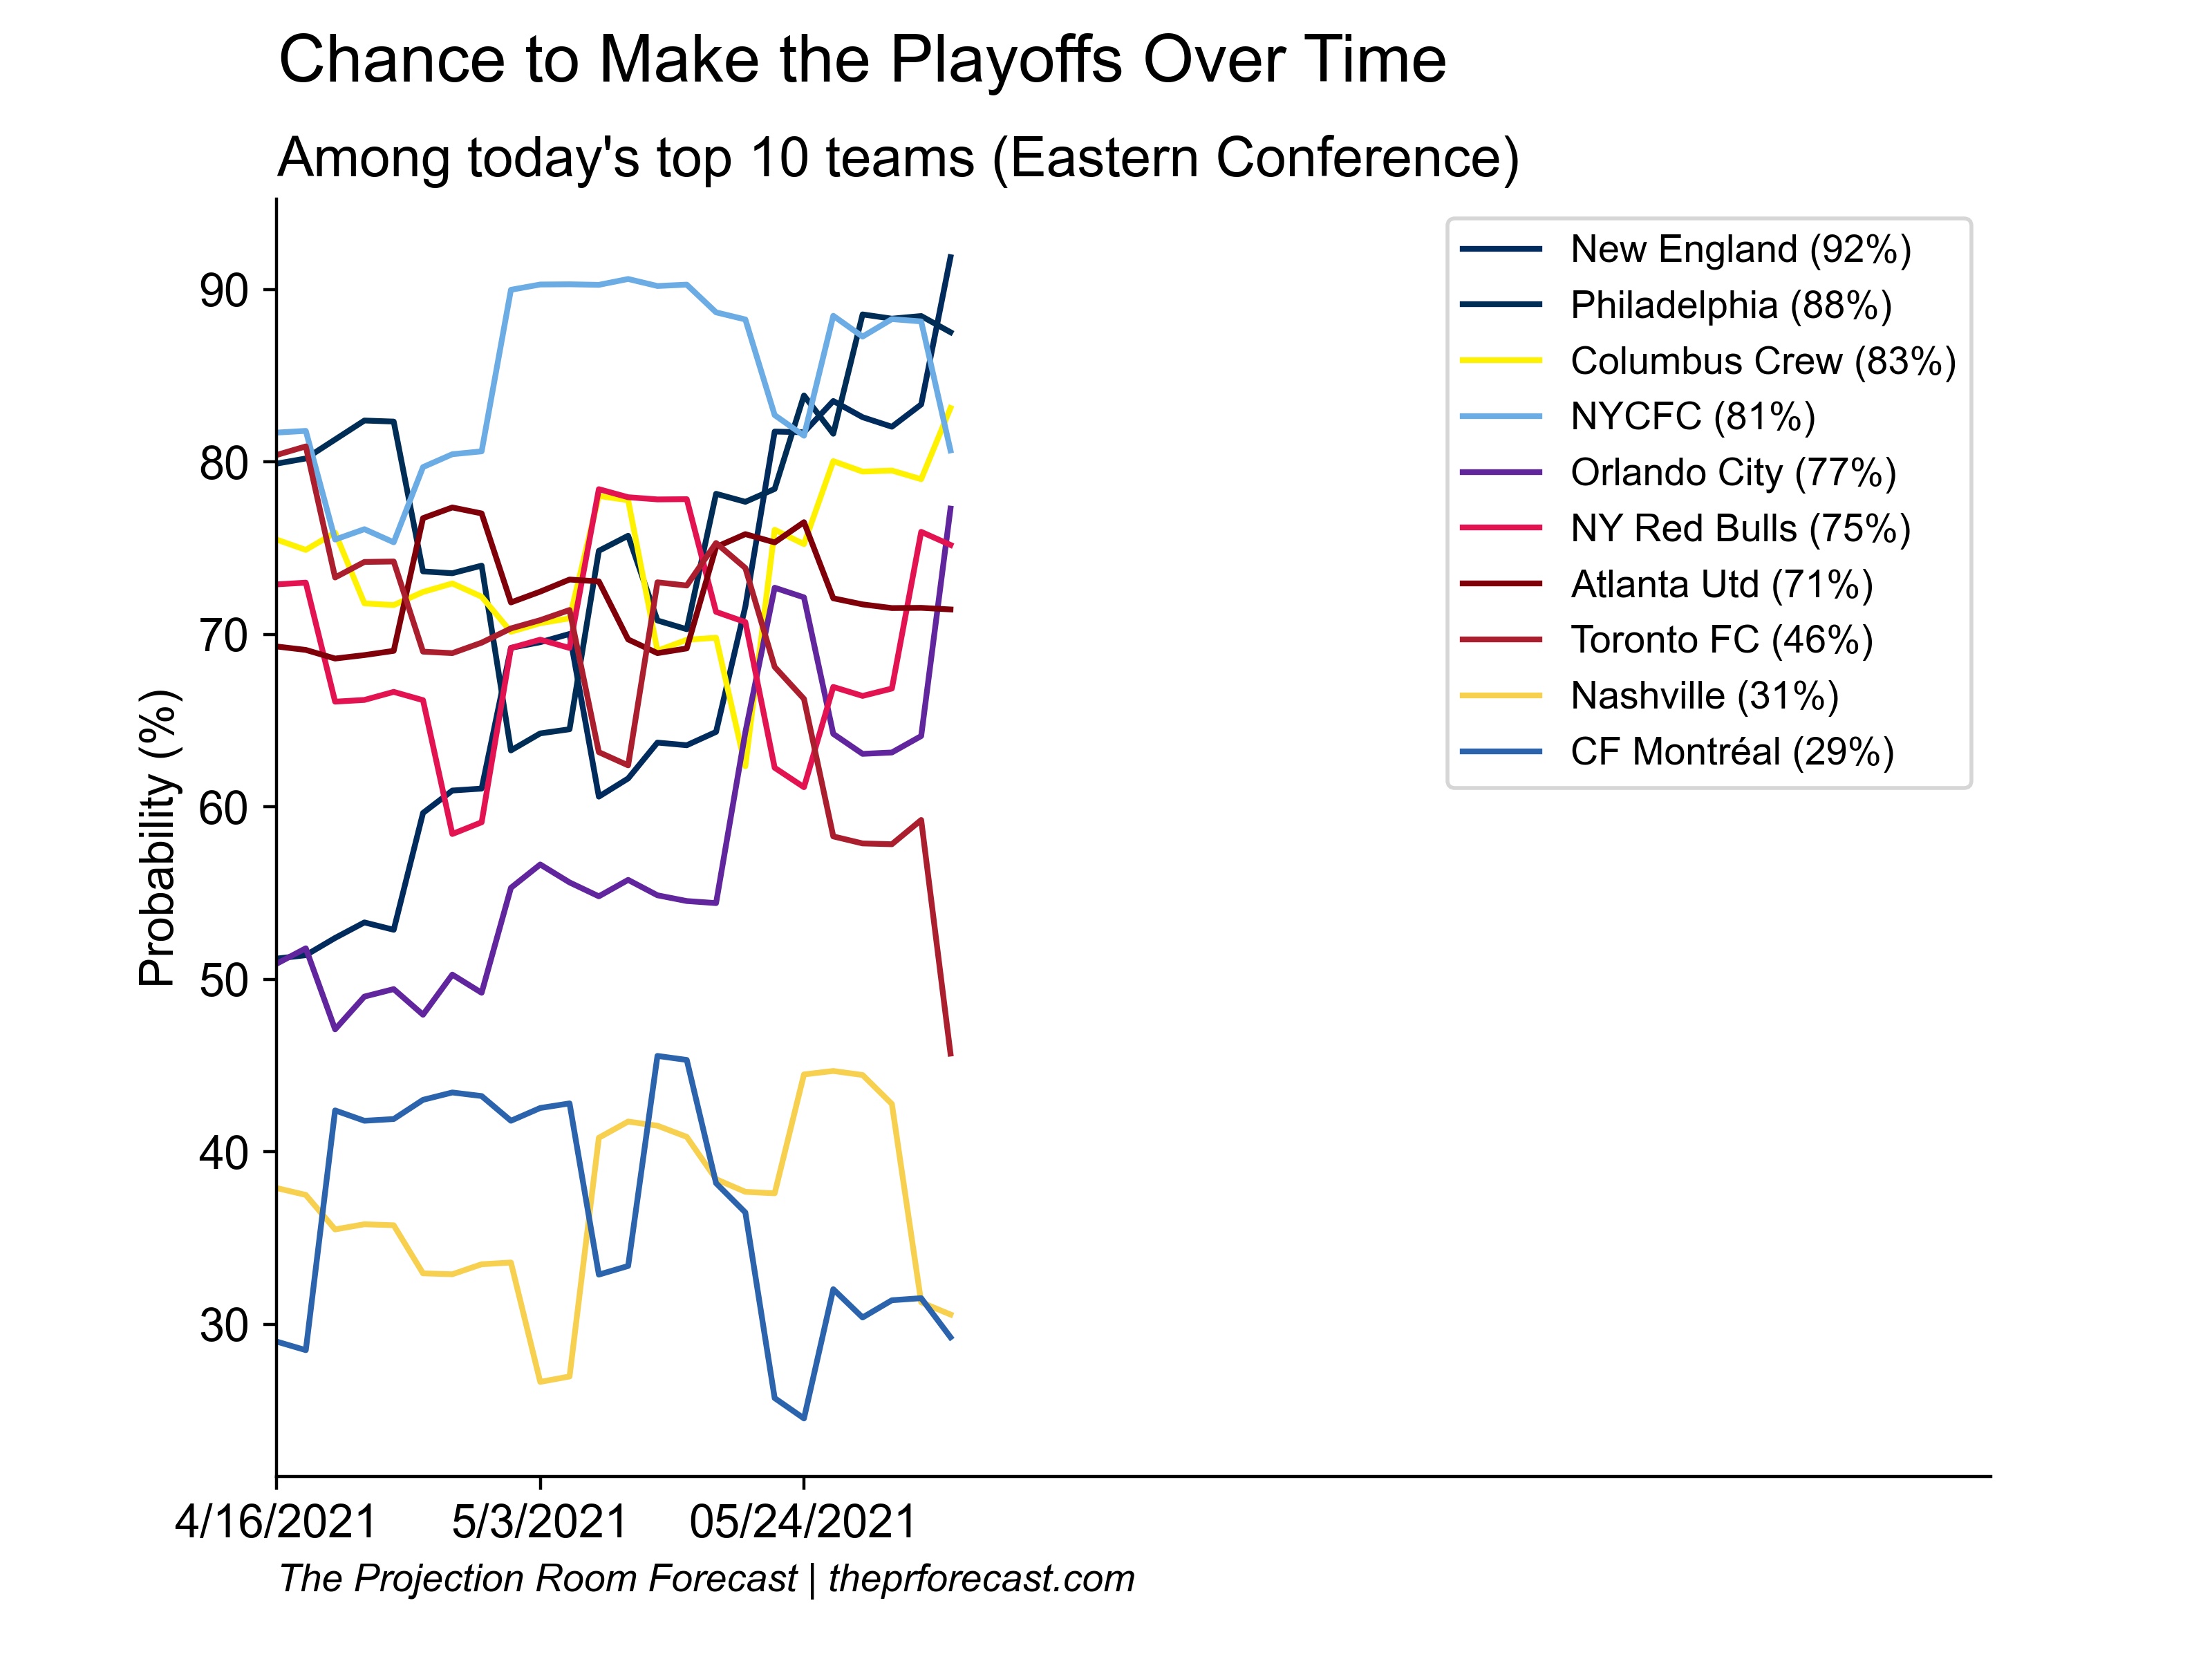 Chance to Make the Playoffs Over Time
Among today's top 10 teams (Eastern Conference)
Probability (%)
90
80
70
60
50
40
30
New England (92%)
Philadelphia (88%)
Columbus Crew (83%)
NYCFC (81%)
Orlando City (77%)
NY Red Bulls (75%)
Atlanta Utd (71%)
Toronto FC (46%)
Nashville (31%)
CF Montréal (29%)
4/16/2021 5/3/2021 05/24/2021
The Projection Room Forecast | theprforecast.com